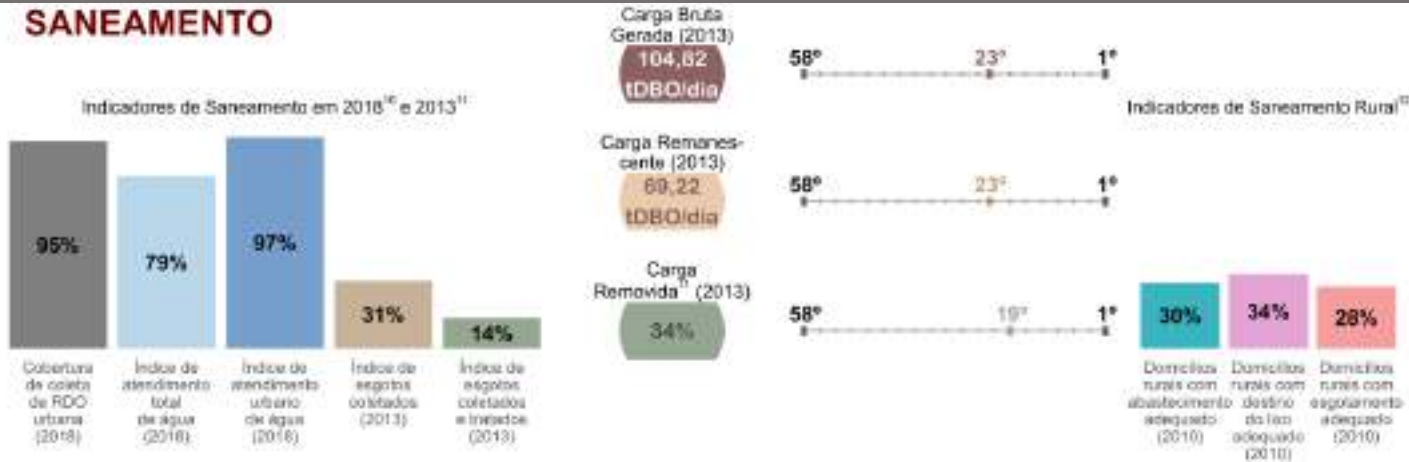 SANEAMENTO
Indicadores de Saneamento em 2018¹⁰ e 2013¹¹
95%
79%
97%
31%
14%
Cobertura
de coleta
de RDO
urbana
(2018)
Índice de
atendimento
total
de água
(2018)
Índice de
atendimento
urbano
de água
(2018)
Índice de
esgotos
coletados
(2013)
Índice de
esgotos
coletados
e tratados
(2013)
Carga Bruta
Gerada (2013)
104,82
tDBO/dia
58º 23º 1º
Carga Remanes-
cente (2013)
69,22
tDBO/dia
58º 23º 1º
Carga
Removida¹¹ (2013)
34%
58º 19º 1º
Indicadores de Saneamento Rural
30%
34%
28%
Domicílios
rurais com
abastecimento
adequado
(2010)
Domicílios
rurais com
destino
do lixo
adequado
(2010)
Domicílios
rurais com
esgotamento
adequado
(2010)